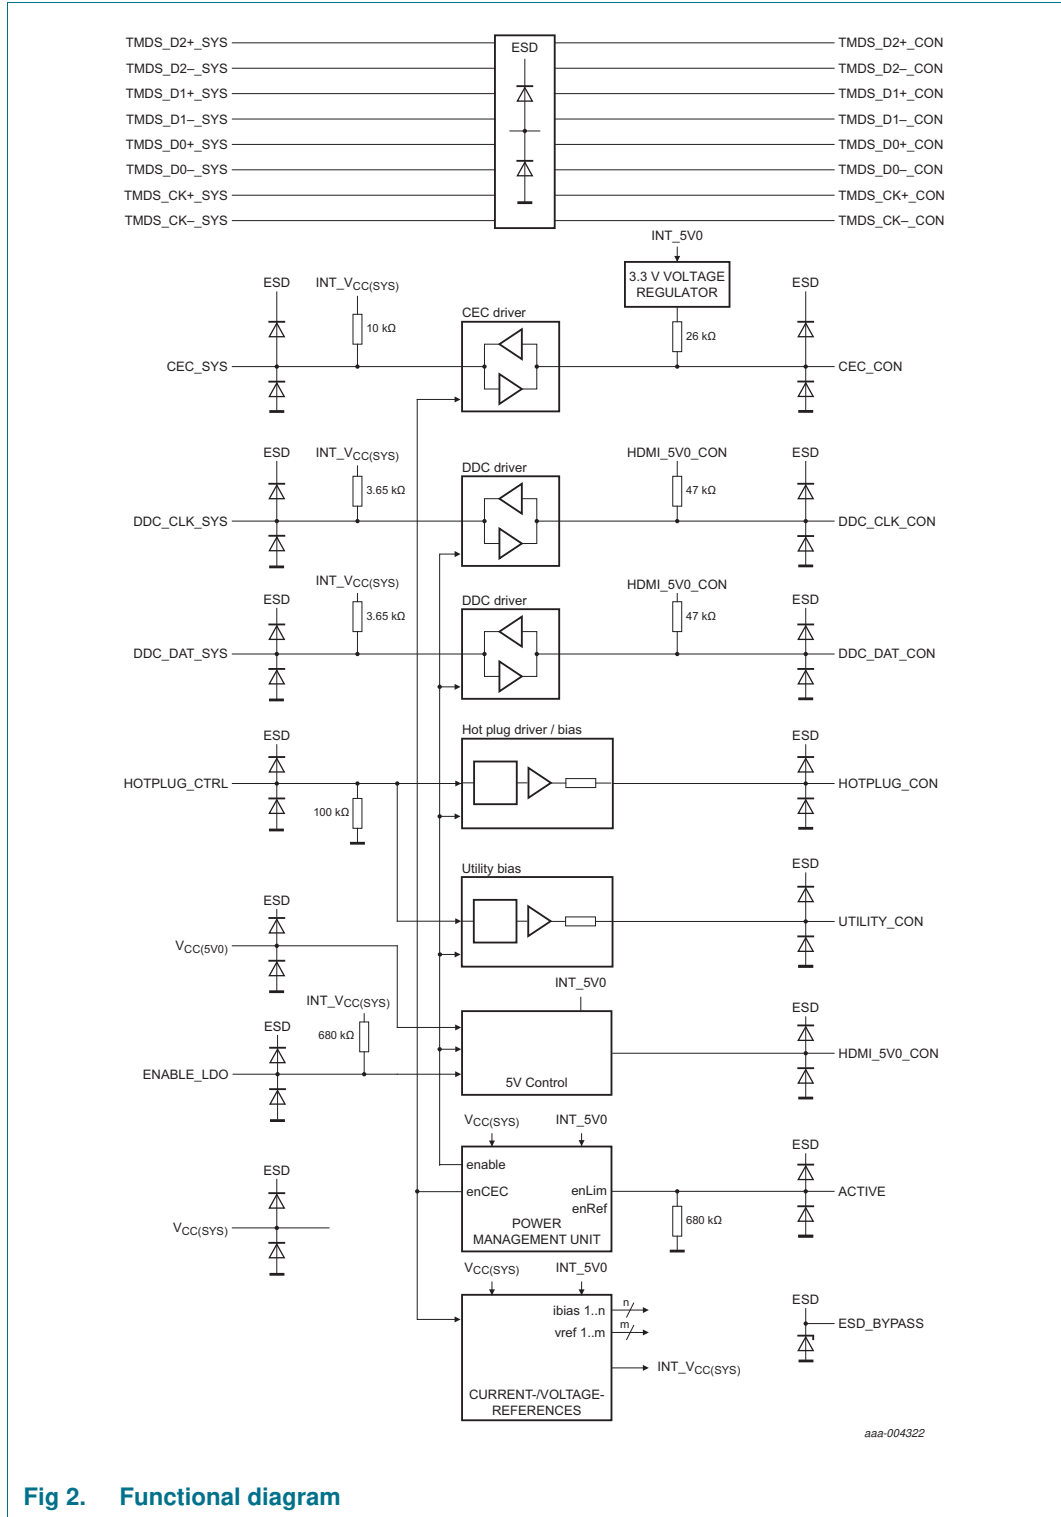 TMDS_D2+_SYS
ESD
TMDS_D2+_CON
TMDS_D2–_SYS
TMDS_D2–_CON
TMDS_D1+_SYS
TMDS_D1+_CON
TMDS_D1–_SYS
TMDS_D1–_CON
TMDS_D0+_SYS
TMDS_D0+_CON
TMDS_D0–_SYS
TMDS_D0–_CON
TMDS_CK+_SYS
TMDS_CK+_CON
TMDS_CK–_SYS
TMDS_CK–_CON
INT_5V0
3.3 V VOLTAGE
REGULATOR
ESD
INT_VCC(SYS)
ESD
CEC driver
10 kΩ
26 kΩ
CEC_SYS
CEC_CON
ESD
INT_VCC(SYS)
HDMI_5V0_CON
ESD
DDC driver
3.65 kΩ
47 kΩ
DDC_CLK_SYS
DDC_CLK_CON
INT_VCC(SYS)
HDMI_5V0_CON
ESD
DDC driver
ESD
3.65 kΩ
47 kΩ
DDC_DAT_SYS
DDC_DAT_CON
ESD
Hot plug driver / bias
ESD
HOTPLUG_CTRL
HOTPLUG_CON
100 kΩ
Utility bias
ESD
ESD
UTILITY_CON
VCC(5V0)
INT_5V0
INT_VCC(SYS)
ESD
ESD
680 kΩ
HDMI_5V0_CON
ENABLE_LDO
5V Control
VCC(SYS)
INT_5V0
ESD
enable
ESD
enCEC
enLim
ACTIVE
enRef
680 kΩ
VCC(SYS)
POWER
MANAGEMENT UNIT
VCC(SYS)
INT_5V0
ESD
ibias 1..n
n
ESD_BYPASS
vref 1..m
m
INT_VCC(SYS)
CURRENT-/VOLTAGE-
REFERENCES
aaa-004322
Fig 2. Functional diagram